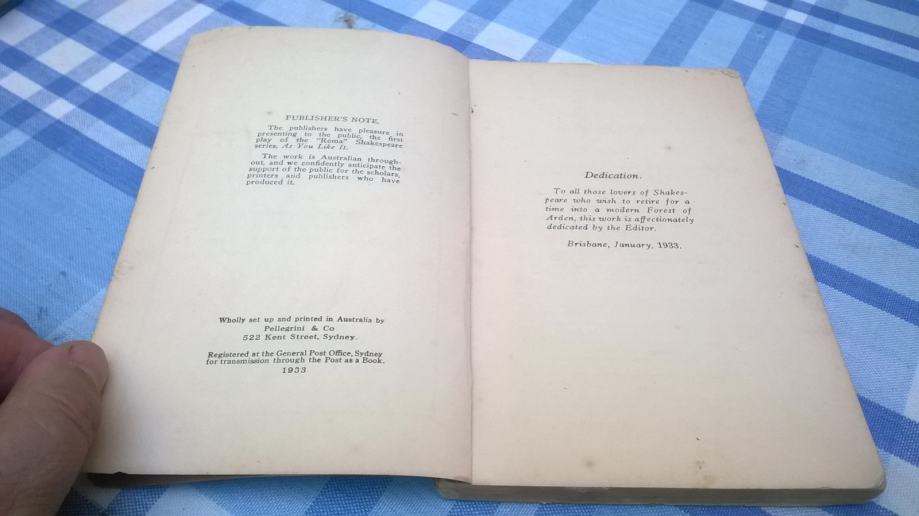 PUBLISHER'S NOTE.
The publishers have pleasure in
presenting to the public, the first
play of the "Roma" Shakespeare
series, As You Like It.
The work is Australian through-
out, and we confidently anticipate the
support of the public for the scholars,
printers and publishers who have
produced it.
Wholly set up and printed in Australia by
Pellegrini & Co
522 Kent Street, Sydney.
Registered at the General Post Office, Sydney
for transmission through the Post as a Book.
1933
Dedication.
To all those lovers of Shakes-
peare who wish to retire for a
time into a modern Forest of
Arden, this work is affectionately
dedicated by the Editor.
Brisbane, January, 1933.